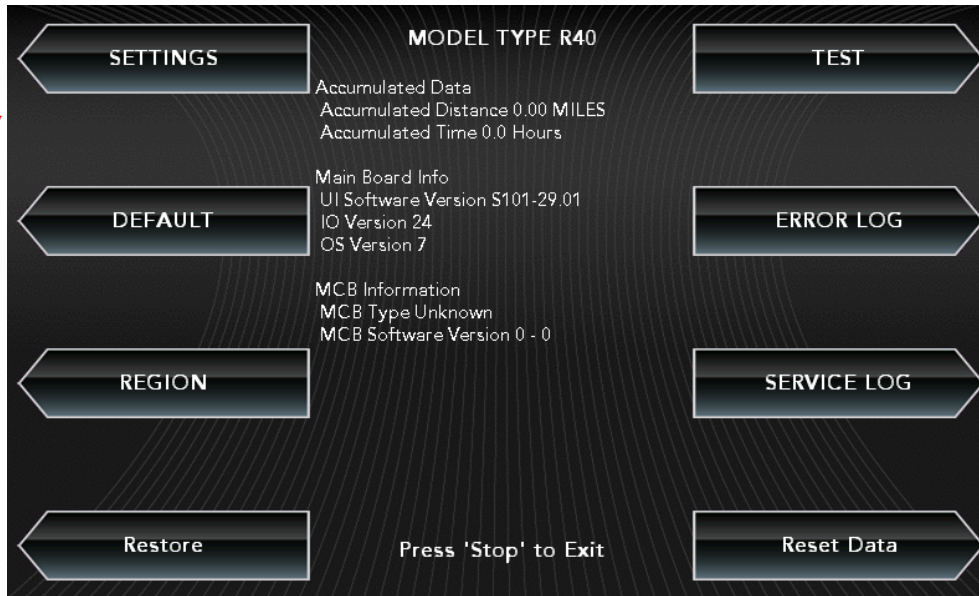 MODEL TYPE R40
SETTINGS
TEST
Accumulated Data
Accumulated Distance 0.00 MILES
Accumulated Time 0.0 Hours
Main Board Info
UI Software Version S101-29.01
IO Version 24
OS Version 7
DEFAULT
ERROR LOG
MCB Information
MCB Type Unknown
MCB Software Version 0 - 0
REGION
SERVICE LOG
Restore
Press 'Stop' to Exit
Reset Data